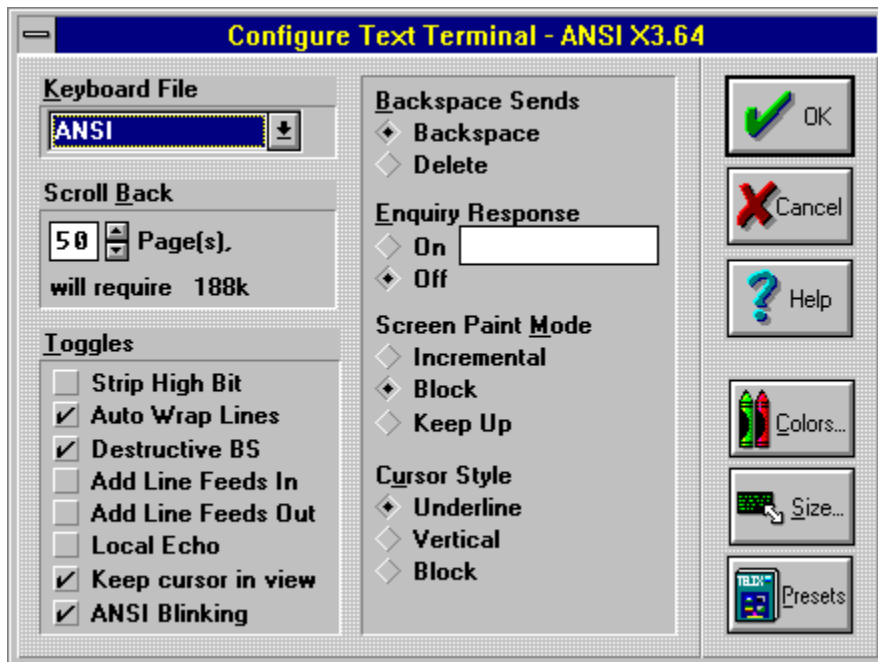 Configure Text Terminal - ANSI X3.64
Keyboard File
ANSI
Scroll Back
50 Page(s),
will require 188k
Toggles
Strip High Bit
Auto Wrap Lines
Destructive BS
Add Line Feeds In
Add Line Feeds Out
Local Echo
Keep cursor in view
ANSI Blinking
Backspace Sends
Backspace
Delete
Enquiry Response
On
Off
Screen Paint Mode
Incremental
Block
Keep Up
Cursor Style
Underline
Vertical
Block
OK
Cancel
Help
Colors...
Size...
TELIX
Presets